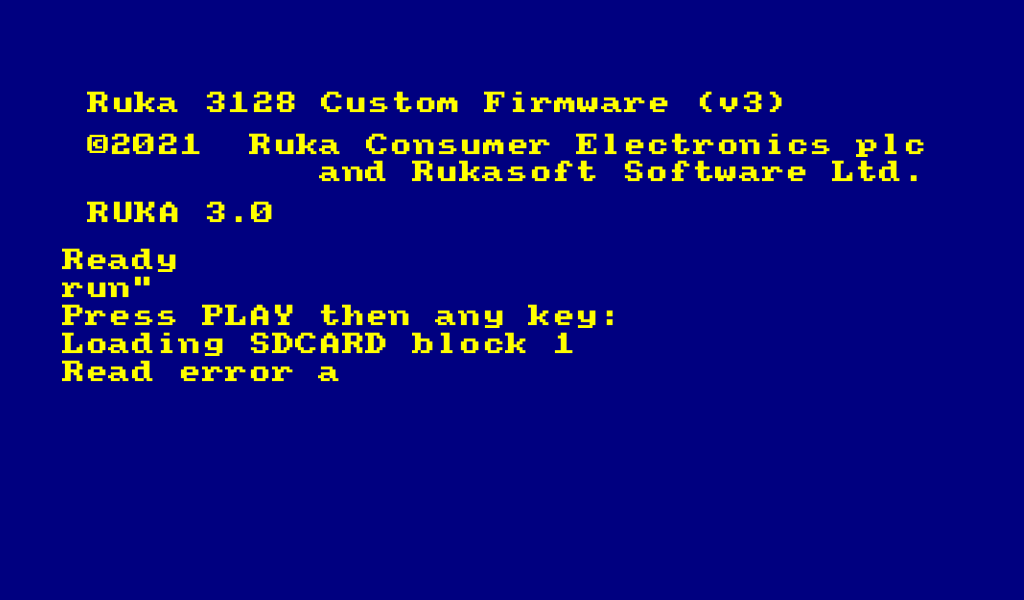 Ruka 3128 Custom Firmware (v3)
©2021 Ruka Consumer Electronics plc
and Rukasoft Software Ltd.
RUKA 3.0
Ready
run"
Press PLAY then any key:
Loading SDCARD block 1
Read error a